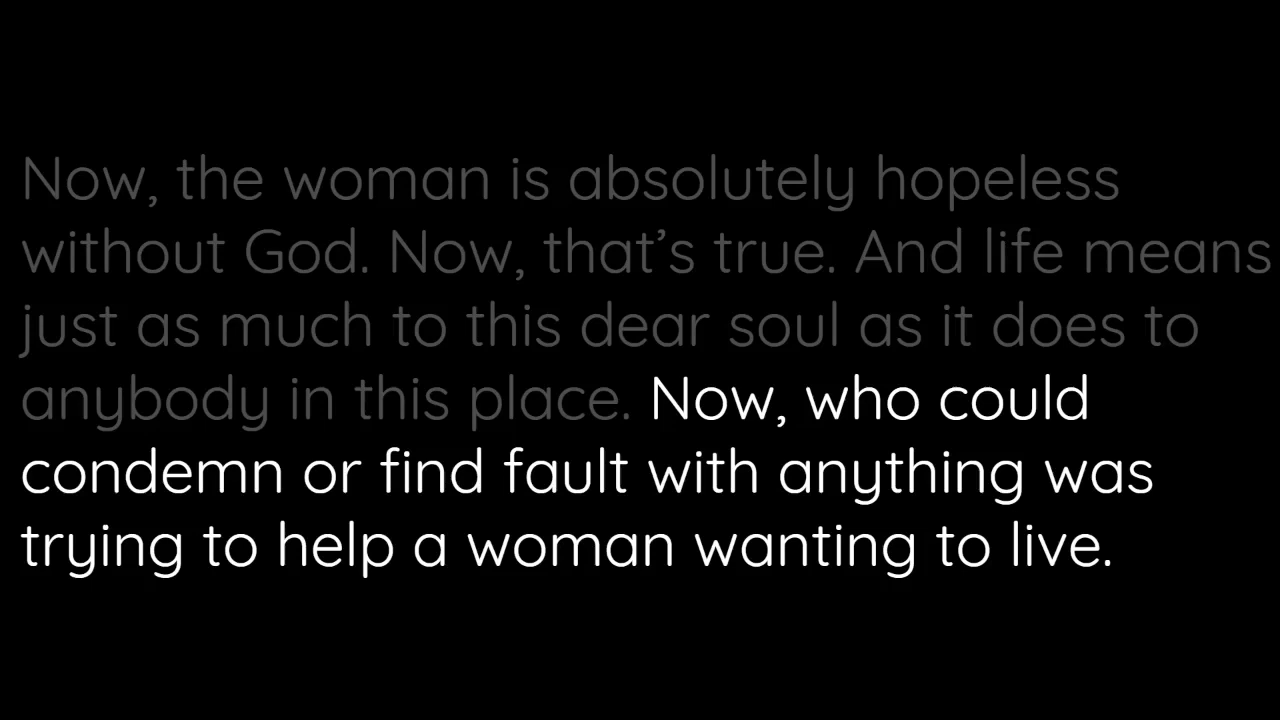 Now, the woman is absolutely hopeless
without God. Now, that’s true. And life means
just as much to this dear soul as it does to
anybody in this place. Now, who could
condemn or find fault with anything was
trying to help a woman wanting to live.